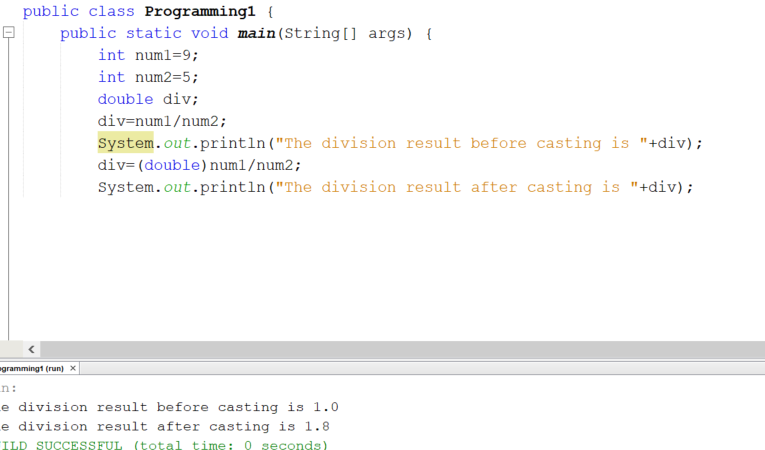 public class Programming1 {
public static void main(String[] args) {
int num1=9;
int num2=5;
double div;
div=num1/num2;
System.out.println("The division result before casting is "+div);
div=(double)num1/num2;
System.out.println("The division result after casting is "+div);
ogramming1 (run) ×
n:
e division result before casting is 1.0
e division result after casting is 1.8
ILD SUCCESSFUL (total time: 0 seconds)